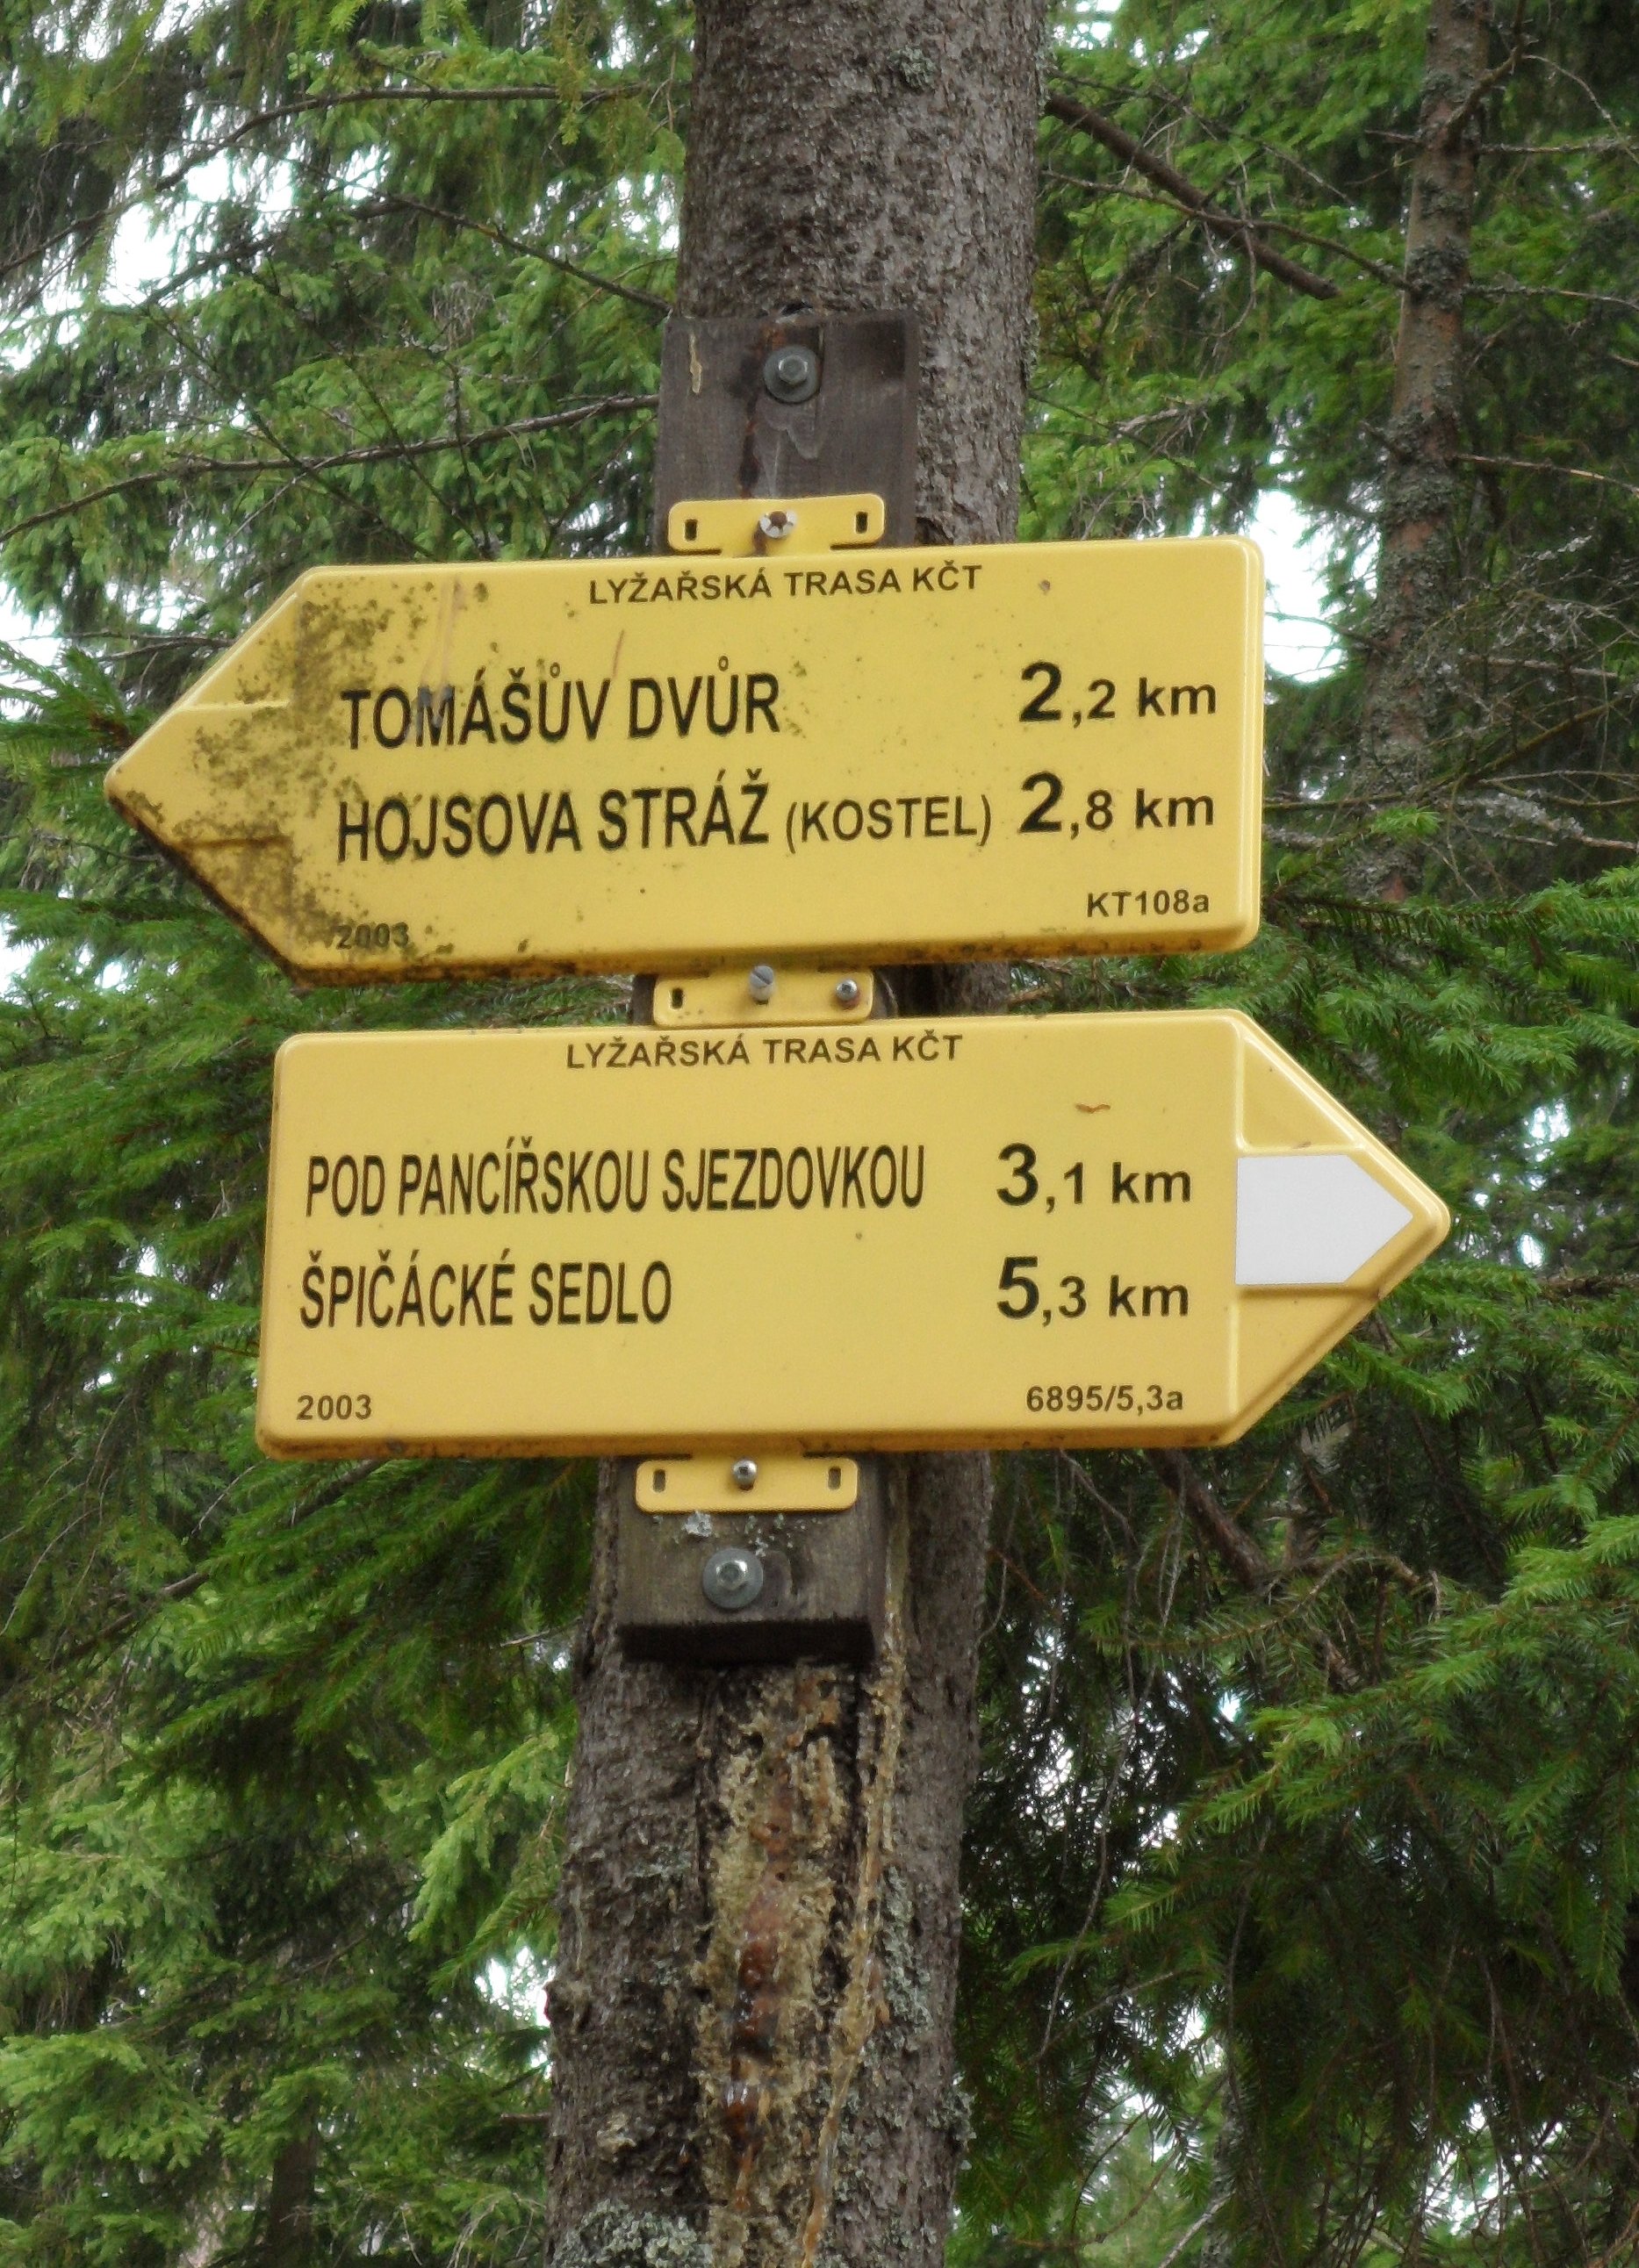 LYŽAŘSKÁ TRASA KČT
TOMÁŠŮV DVŮR 2,2 km
HOJSOVA STRÁŽ (KOSTEL) 2,8 km
2003 KT108a
LYŽAŘSKÁ TRASA KČT
POD PANCÍŘSKOU SJEZDOVKOU 3,1 km
ŠPIČÁCKÉ SEDLO 5,3 km
2003 6895/5,3a